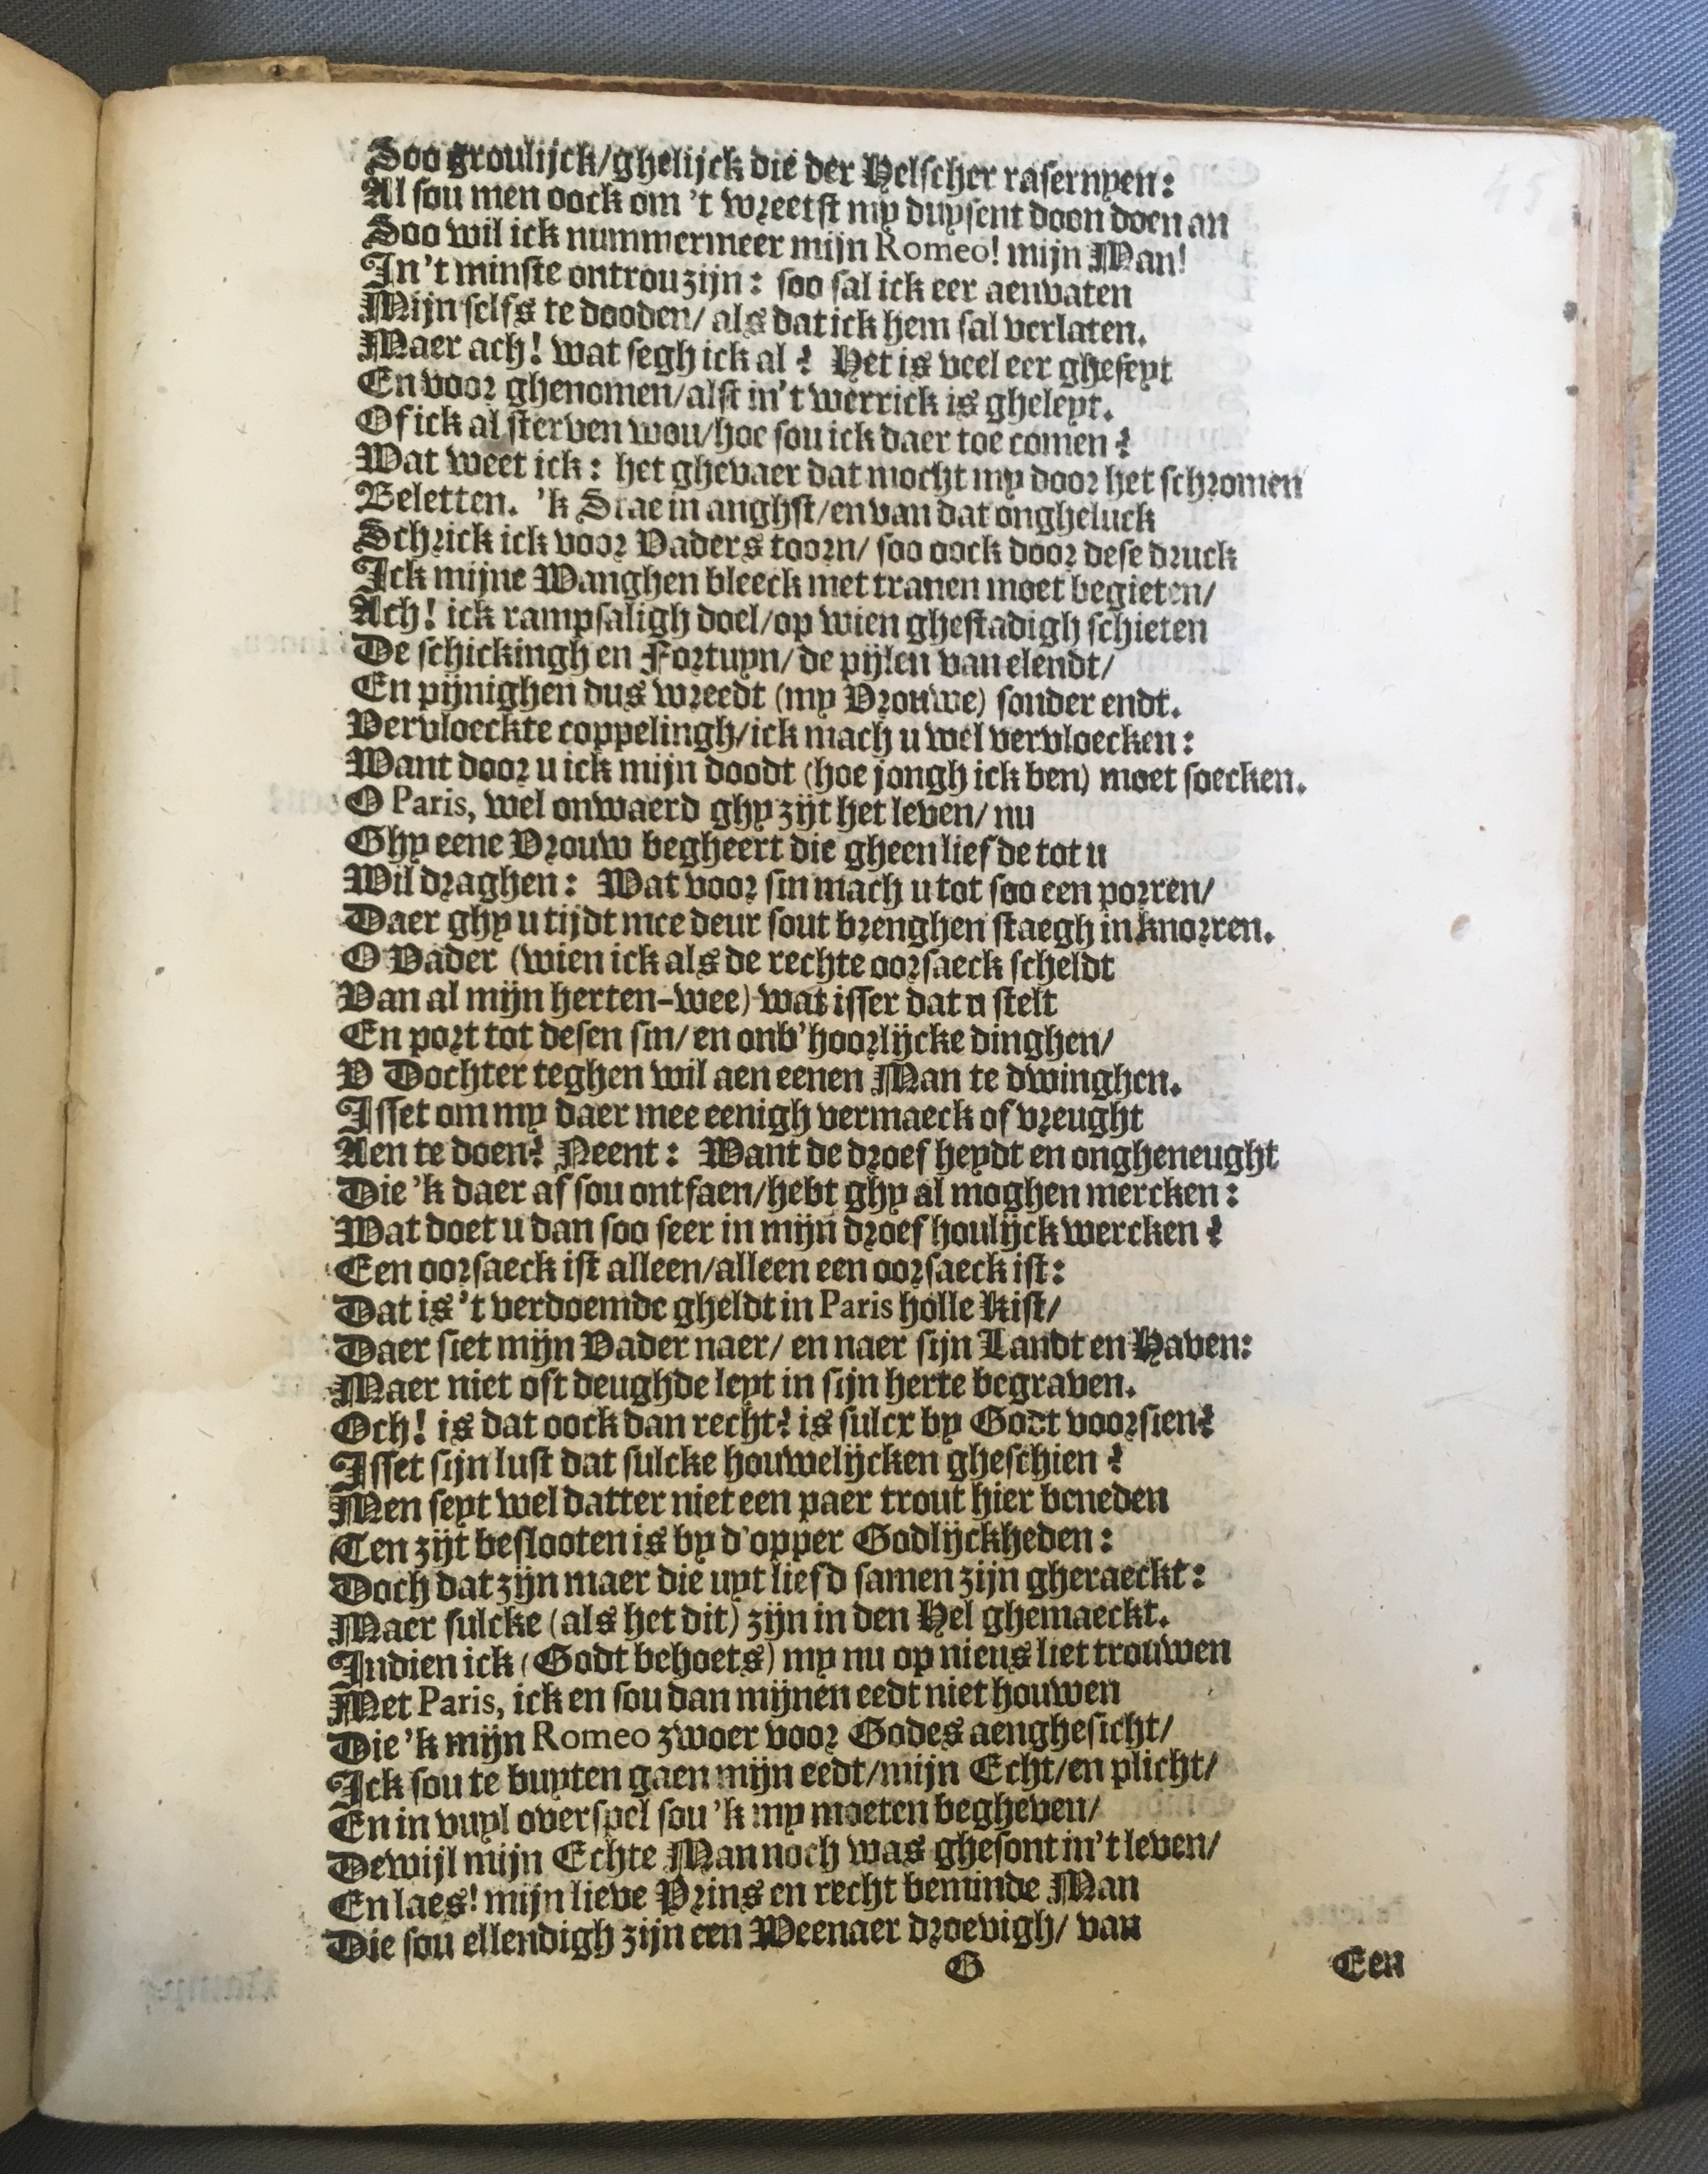 Soo groulijck/ghelijck die der Helscher rasernyen:
Al sou men oock om 't wreetst my duysent doon doen an
Soo wil ick nummermeer mijn Romeo! mijn Man!
In 't minste ontrou zijn: soo sal ick eer aenvaten
Mijn selfs te dooden/ als dat ick hem sal verlaten.
Maer ach! wat segh ick al? Het is veel eer gheseyt
En voor ghenomen/alst in't werrick is gheleyt.
Of ick al sterven wou/hoe sou ick daer toe comen?
Wat weet ick: het ghevaer dat mocht my door het schromen
Beletten. 'k Stae in anghst/en van dat ongheluck
Schrick ick voor Vaders toorn/ soo oock door dese druck
Ick mijne Wanghen bleeck met tranen moet begieten/
Ach! ick rampsaligh doel/op wien ghestadigh schieten
De schickingh en Fortuyn/ de pijlen van elendt/
En pijnighen dus wreedt (my Vrouwe) sonder endt.
Vervloeckte coppelingh/ick mach u wel vervloecken:
Want door u ick mijn doodt (hoe jongh ick ben) moet soecken.
O Paris, wel onwaerd ghy zijt het leven/ nu
Ghy eene Vrouw begheert die gheen liefde tot u
Wil draghen: Wat voor sin mach u tot soo een porren/
Daer ghy u tijdt mee deur sout brenghen staegh in knorren.
O Vader (wien ick als de rechte oorsaeck scheldt
Van al mijn herten-wee) wat isser dat u stelt
En port tot desen sin/ en onb'hoorlijcke dinghen/
V Dochter teghen wil aen eenen Man te dwinghen.
Isset om my daer mee eenigh vermaeck of vreught
Aen te doen? Neent: Want de droefheydt en ongheneught
Die 'k daer af sou ontfaen/hebt ghy al moghen mercken:
Wat doet u dan soo seer in mijn droef houlijck wercken?
Een oorsaeck ist alleen/alleen een oorsaeck ist:
Dat is 't verdoemde gheldt in Paris holle Kist/
Daer siet mijn Vader naer/ en naer sijn Landt en Haven:
Maer niet oft deughde leyt in sijn herte begraven.
Och! is dat oock dan recht? is sulcx by Godt voorsien?
Isset sijn lust dat sulcke houwelijcken gheschien?
Men seyt wel datter niet een paer trout hier beneden
Ten zijt beslooten is by d'opper Godlijckheden:
Doch dat zijn maer die uyt liefd samen zijn gheraeckt:
Maer sulcke (als het dit) zijn in den Hel ghemaeckt.
Indien ick (Godt behoets) my nu op nieus liet trouwen
Met Paris, ick en sou dan mijnen eedt niet houwen
Die 'k mijn Romeo zwoer voor Godes aenghesicht/
Ick sou te buyten gaen mijn eedt/mijn Echt/en plicht/
En in vuyl overspel sou 'k my moeten begheven/
Dewijl mijn Echte Man noch was ghesont in't leven/
En laes! mijn lieve Prins en recht beminde Man
Die sou ellendigh zijn een Weenaer droevigh/ van
G Een